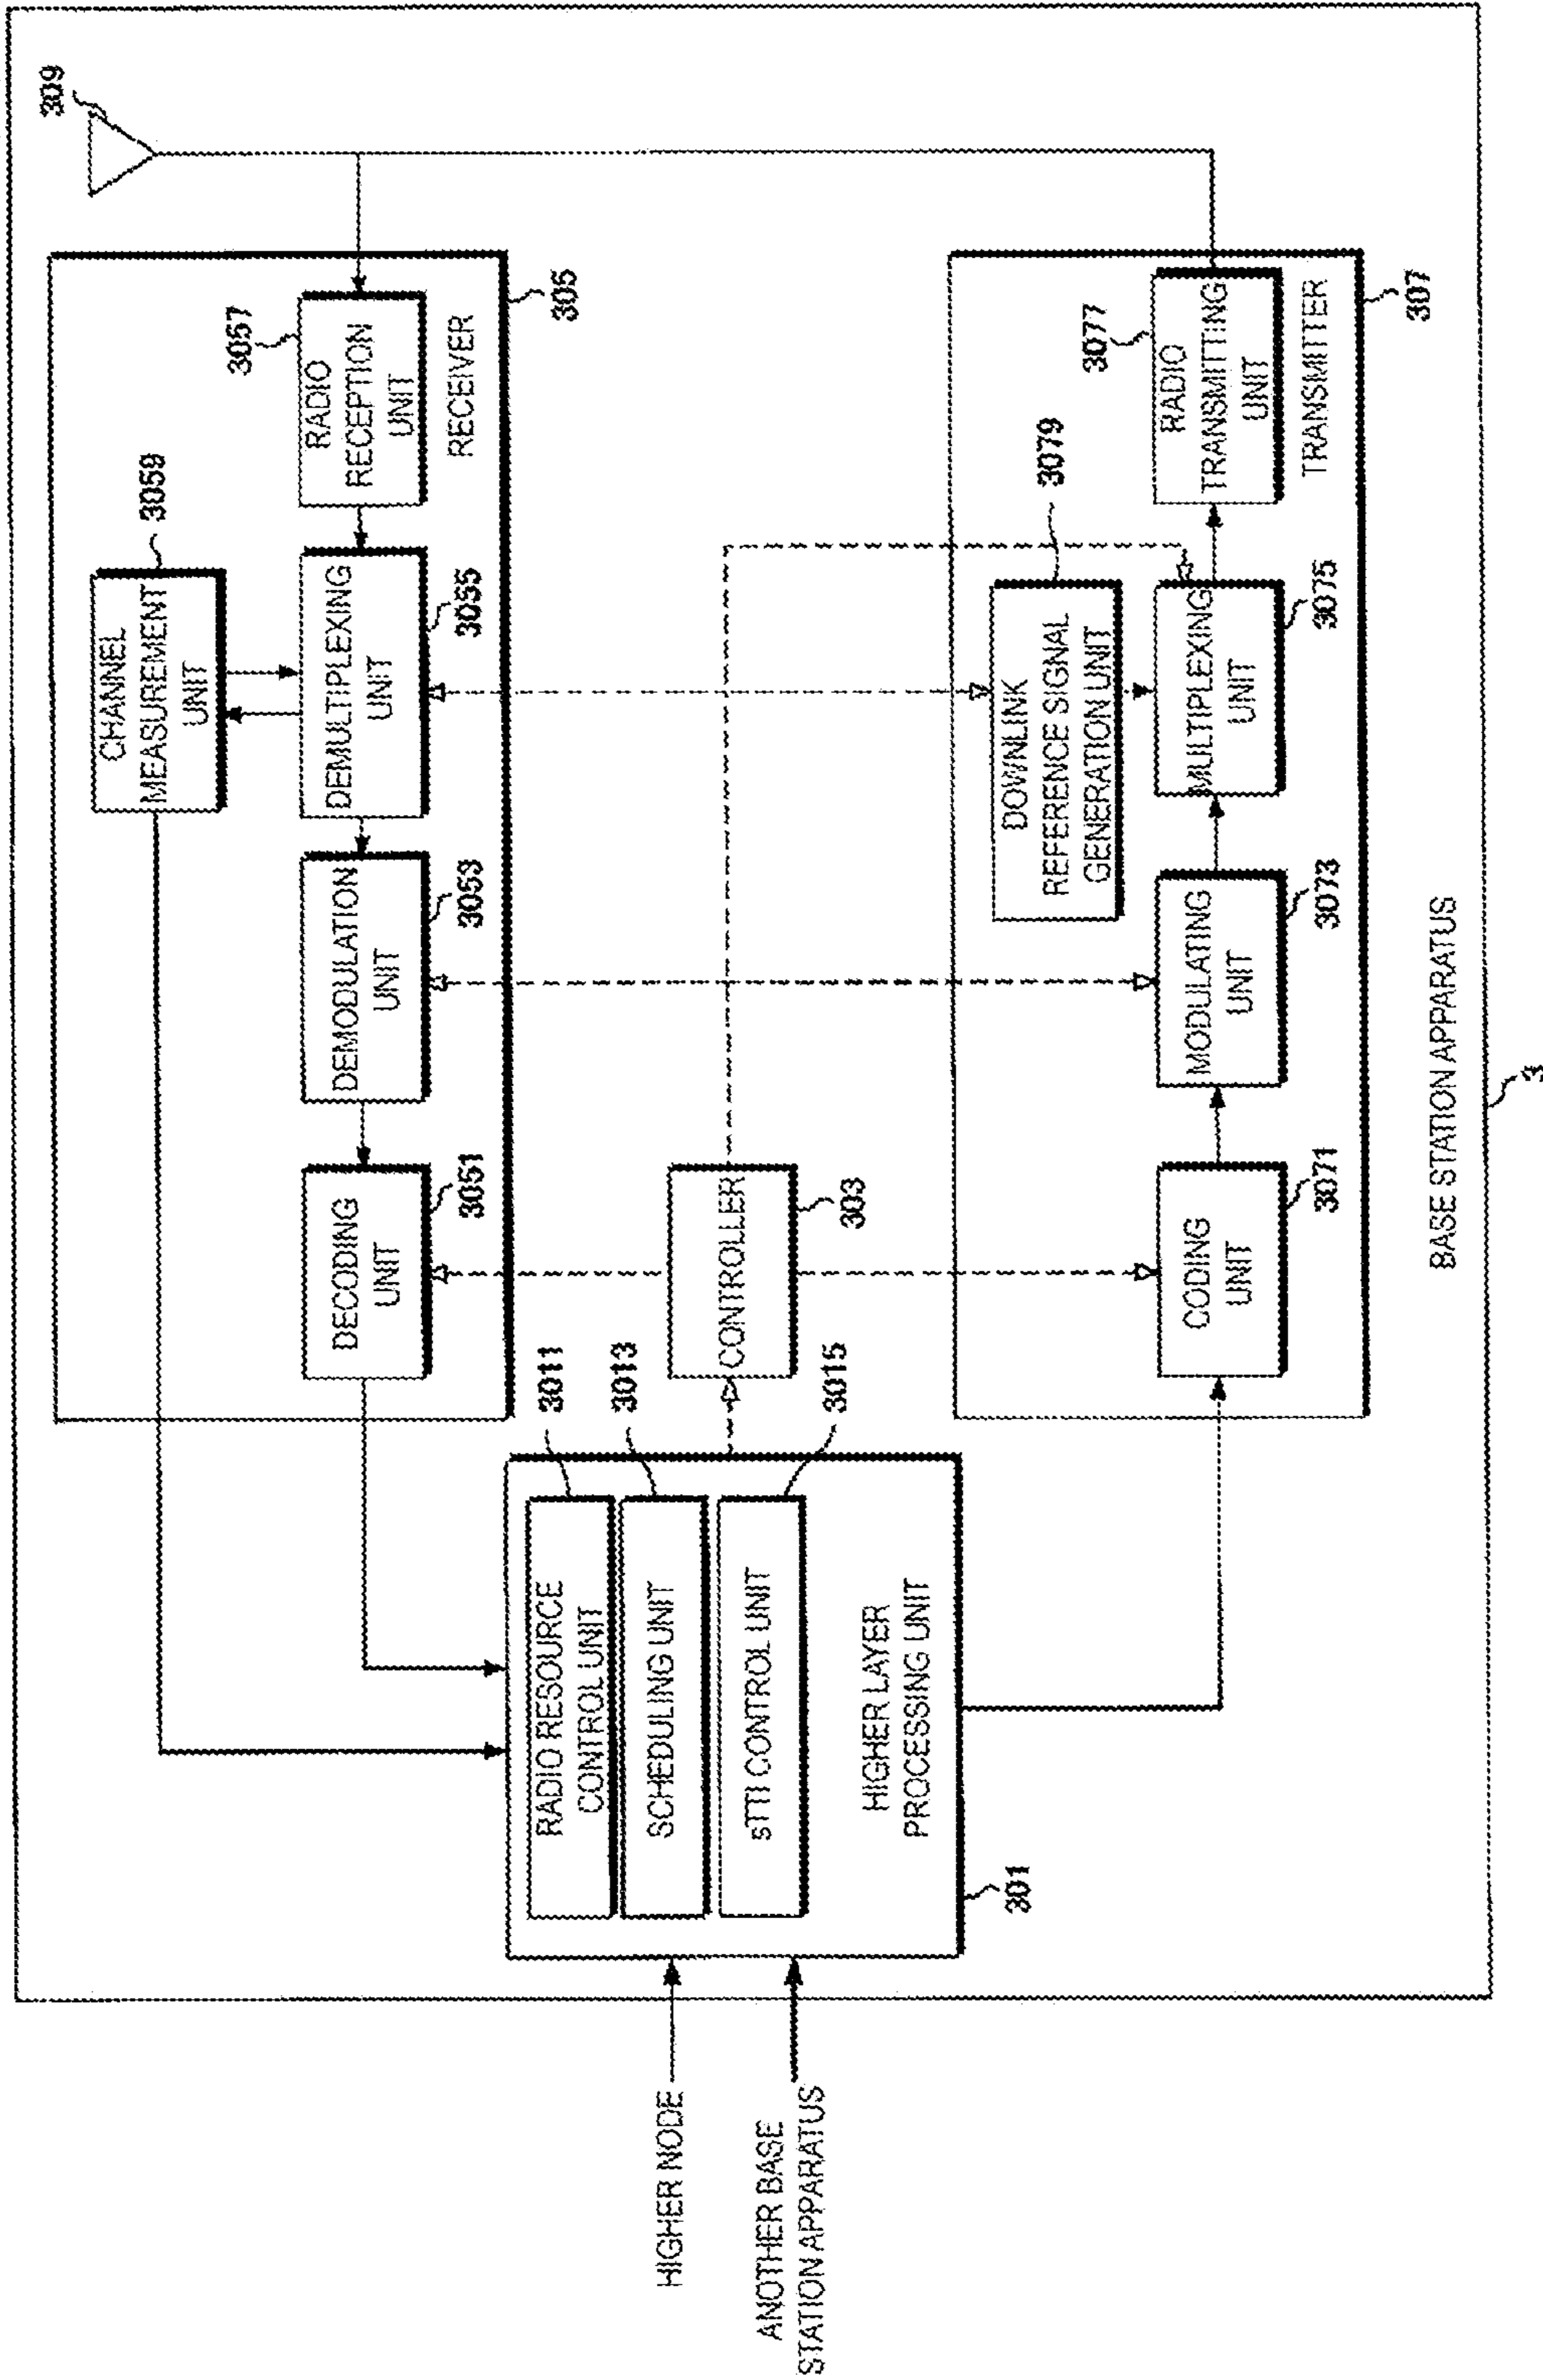 309
3059
CHANNEL
MEASUREMENT
UNIT
3057
RADIO
RECEPTION
UNIT
DEMULTIPLEXING
UNIT
3055
DEMODULATION
UNIT
3053
DECODING
UNIT
3051
RECEIVER
305
HIGHER NODE
ANOTHER BASE
STATION APPARATUS
RADIO RESOURCE
CONTROL UNIT
3011
SCHEDULING UNIT
3013
sTTI CONTROL UNIT
3015
HIGHER LAYER
PROCESSING UNIT
301
CONTROLLER
303
DOWNLINK
REFERENCE SIGNAL
GENERATION UNIT
3079
CODING
UNIT
3071
MODULATING
UNIT
3073
MULTIPLEXING
UNIT
3075
RADIO
TRANSMITTING
UNIT
3077
TRANSMITTER
307
BASE STATION APPARATUS
3